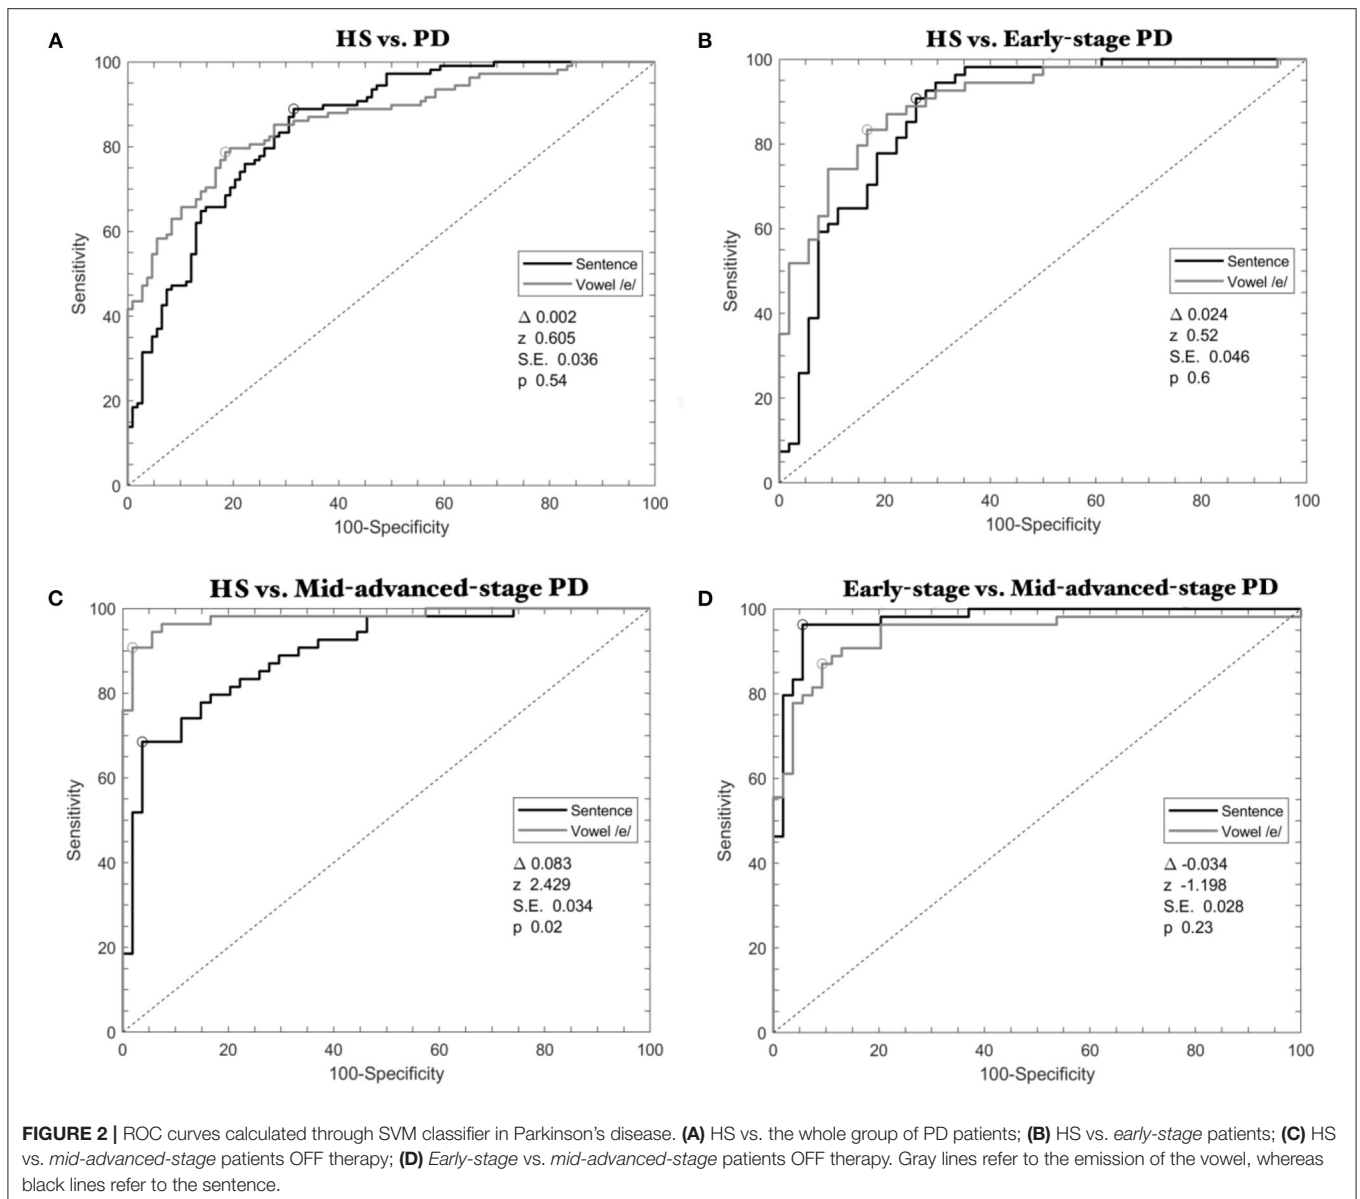 A
HS vs. PD
100
80
60
40
20
0
Sensitivity
0 20 40 60 80 100
100-Specificity
Sentence
Vowel /e/
Δ 0.002
z 0.605
S.E. 0.036
p 0.54
B
HS vs. Early-stage PD
100
80
60
40
20
0
Sensitivity
0 20 40 60 80 100
100-Specificity
Sentence
Vowel /e/
Δ 0.024
z 0.52
S.E. 0.046
p 0.6
C
HS vs. Mid-advanced-stage PD
100
80
60
40
20
0
Sensitivity
0 20 40 60 80 100
100-Specificity
Sentence
Vowel /e/
Δ 0.083
z 2.429
S.E. 0.034
p 0.02
D
Early-stage vs. Mid-advanced-stage PD
100
80
60
40
20
0
Sensitivity
0 20 40 60 80 100
100-Specificity
Sentence
Vowel /e/
Δ -0.034
z -1.198
S.E. 0.028
p 0.23
FIGURE 2 | ROC curves calculated through SVM classifier in Parkinson's disease. (A) HS vs. the whole group of PD patients; (B) HS vs. early-stage patients; (C) HS
vs. mid-advanced-stage patients OFF therapy; (D) Early-stage vs. mid-advanced-stage patients OFF therapy. Gray lines refer to the emission of the vowel, whereas
black lines refer to the sentence.